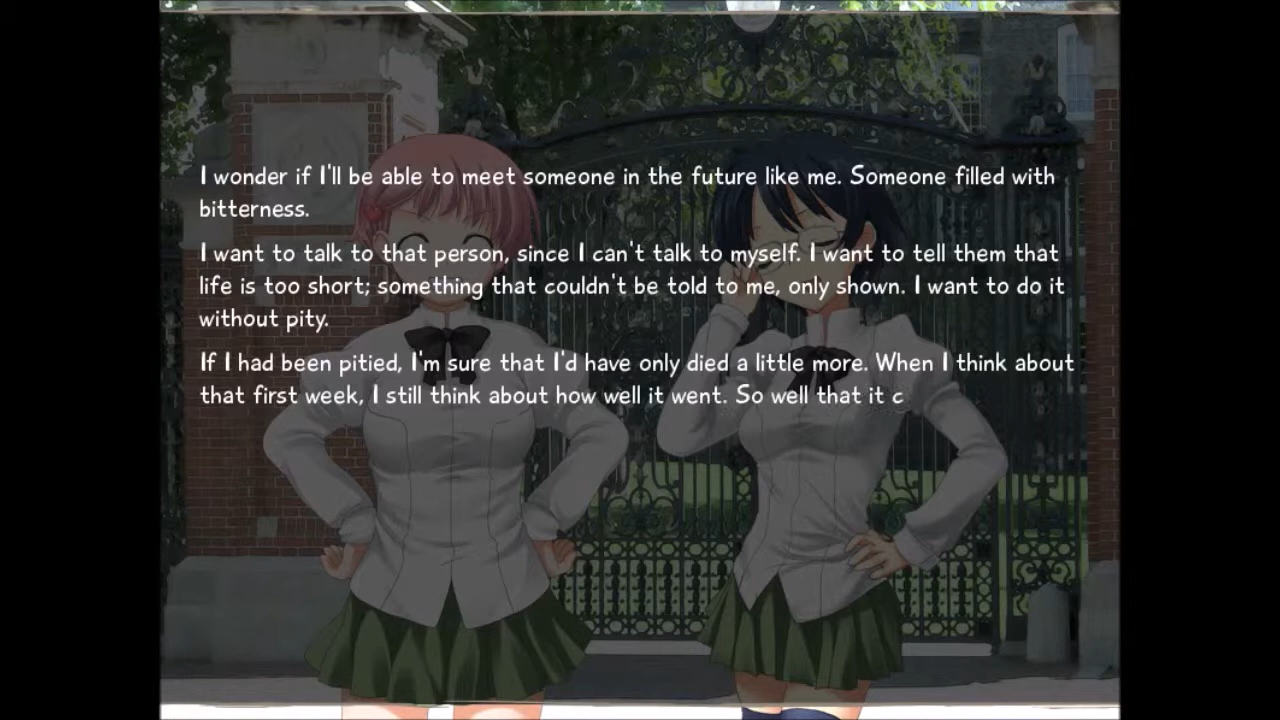 I wonder if I'll be able to meet someone in the future like me. Someone filled with
bitterness.
I want to talk to that person, since I can't talk to myself. I want to tell them that
life is too short; something that couldn't be told to me, only shown. I want to do it
without pity.
If I had been pitied, I'm sure that I'd have only died a little more. When I think about
that first week, I still think about how well it went. So well that it c